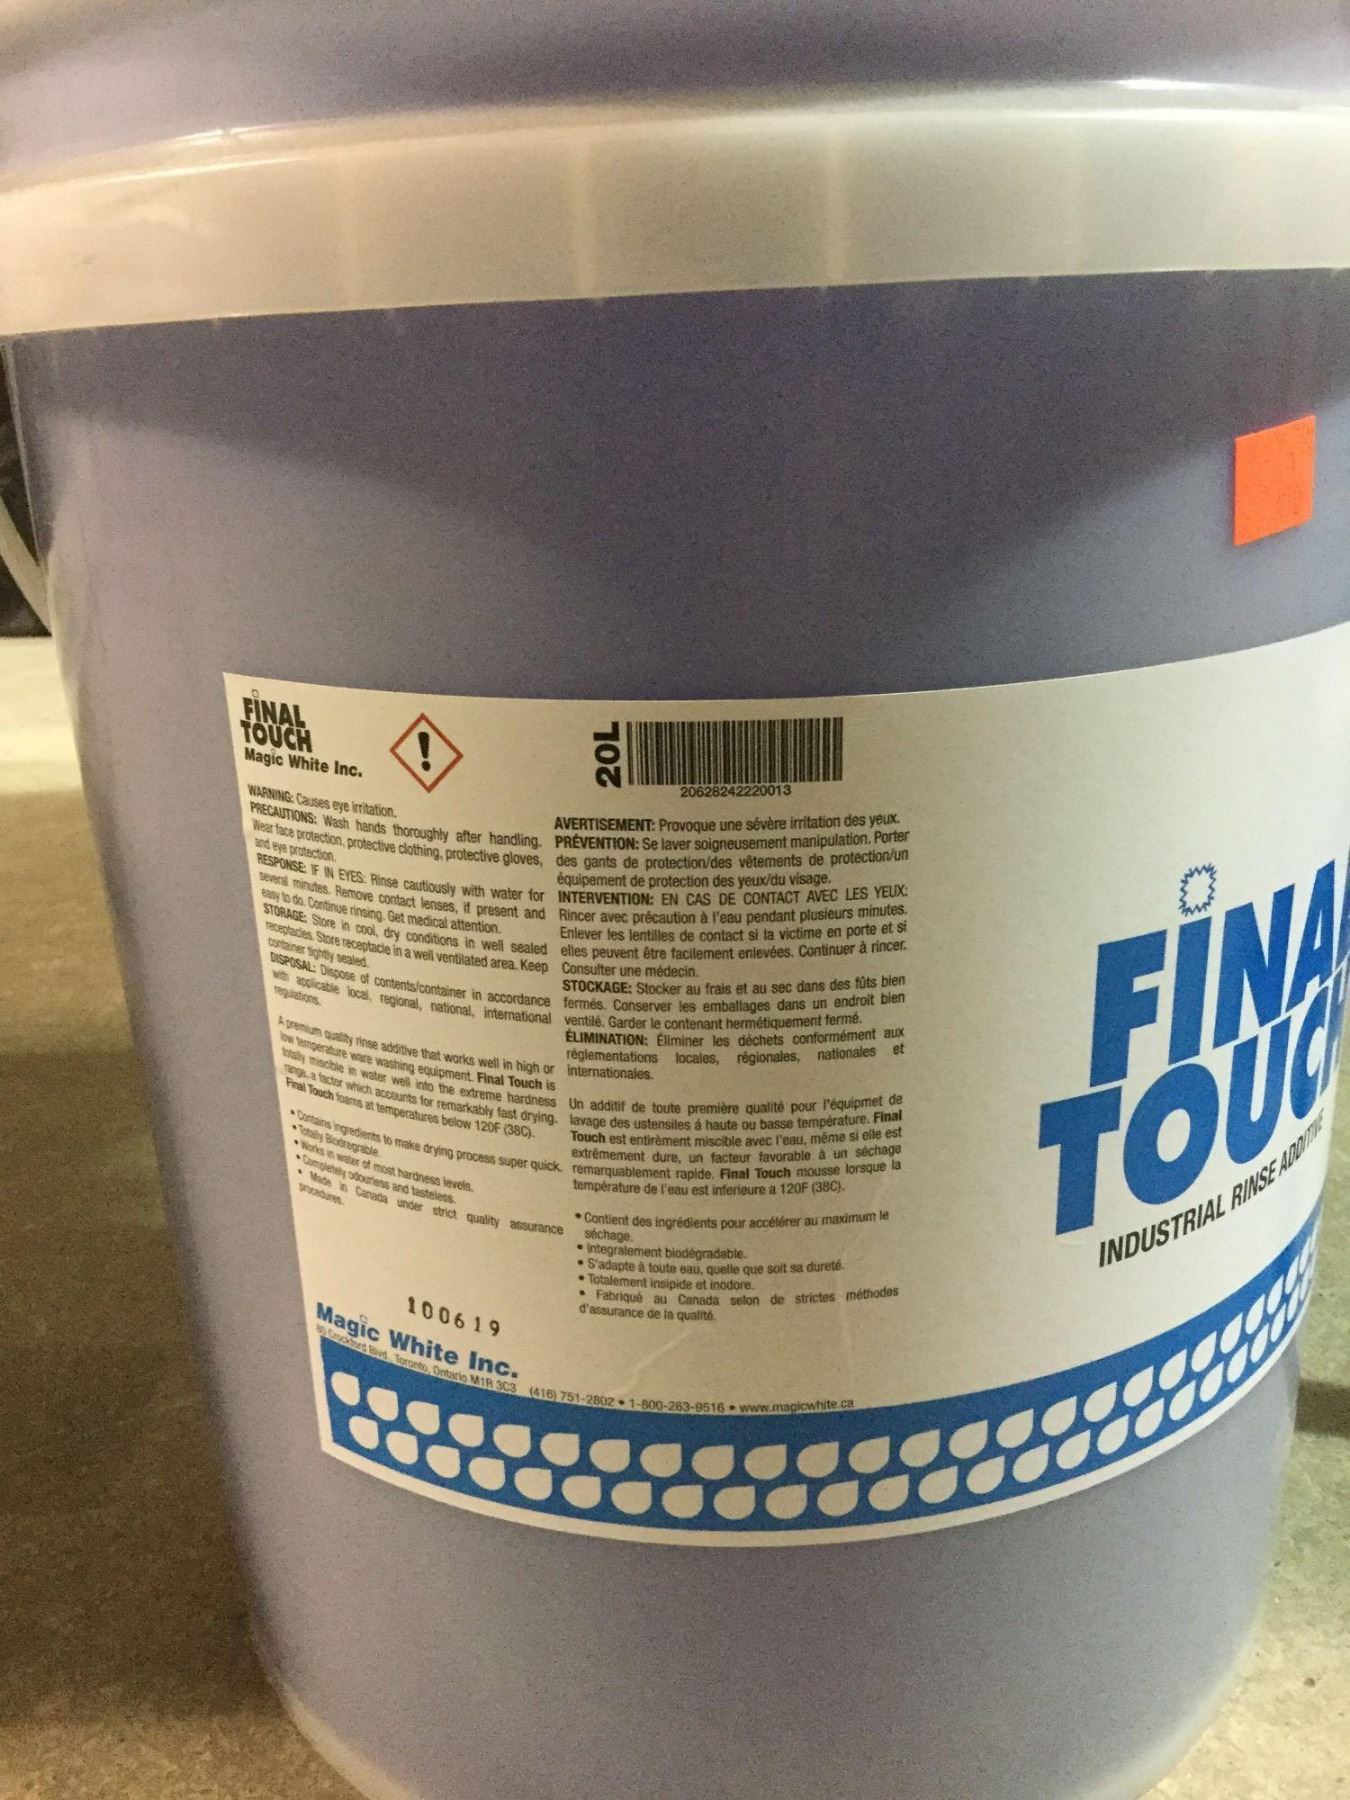 FINAL
TOUCH
Magic White Inc.
WARNING: Causes eye irritation.
PRECAUTIONS: Wash hands thoroughly after handling.
Wear face protection, protective clothing, protective gloves,
and eye protection.
RESPONSE: IF IN EYES: Rinse cautiously with water for
several minutes. Remove contact lenses, if present and
easy to do. Continue rinsing. Get medical attention.
STORAGE: Store in cool, dry conditions in well sealed
receptacles. Store receptacle in a well ventilated area. Keep
container tightly sealed.
DISPOSAL: Dispose of contents/container in accordance
with applicable local, regional, national, international
regulations.
A premium quality rinse additive that works well in high or
low temperature ware washing equipment. Final Touch is
totally miscible in water well into the extreme hardness
range, a factor which accounts for remarkably fast drying.
Final Touch foams at temperatures below 120F (38C).
• Contains ingredients to make drying process super quick.
• Totally Biodregrable.
• Works in water of most hardness levels.
• Completely odourless and tasteless.
• Made in Canada under strict quality assurance
procedures.
20L
20628242220013
AVERTISEMENT: Provoque une sévère irritation des yeux.
PRÉVENTION: Se laver soigneusement manipulation. Porter
des gants de protection/des vêtements de protection/un
équipement de protection des yeux/du visage.
INTERVENTION: EN CAS DE CONTACT AVEC LES YEUX:
Rincer avec précaution à l'eau pendant plusieurs minutes.
Enlever les lentilles de contact si la victime en porte et si
elles peuvent être facilement enlevées. Continuer à rincer.
Consulter une médecin.
STOCKAGE: Stocker au frais et au sec dans des fûts bien
fermés. Conserver les emballages dans un endroit bien
ventilé. Garder le contenant hermétiquement fermé.
ÉLIMINATION: Éliminer les déchets conformément aux
règlementations locales, régionales, nationales et
internationales.
Un additif de toute première qualité pour l'équipmet de
lavage des ustensiles á haute ou basse température. Final
Touch est entirèment miscible avec l'eau, même si elle est
extrêmement dure, un facteur favorable à un séchage
remarquablement rapide. Final Touch mousse lorsque la
température de l'eau est inferieure a 120F (38C).
• Contient des ingrédients pour accélérer au maximum le
séchage.
• Integralement biodégradable.
• S'adapte à toute eau, quelle que soit sa dureté.
• Totalement insipide et inodore.
• Fabriqué au Canada selon de strictes méthodes
d'assurance de la qualité.
100619
Magic White Inc.
80 Crockford Blvd., Toronto, Ontario M1R 3C3 (416) 751-2802 • 1-800-263-9516 • www.magicwhite.ca
FINAL
TOUCH
INDUSTRIAL RINSE ADDITIVE